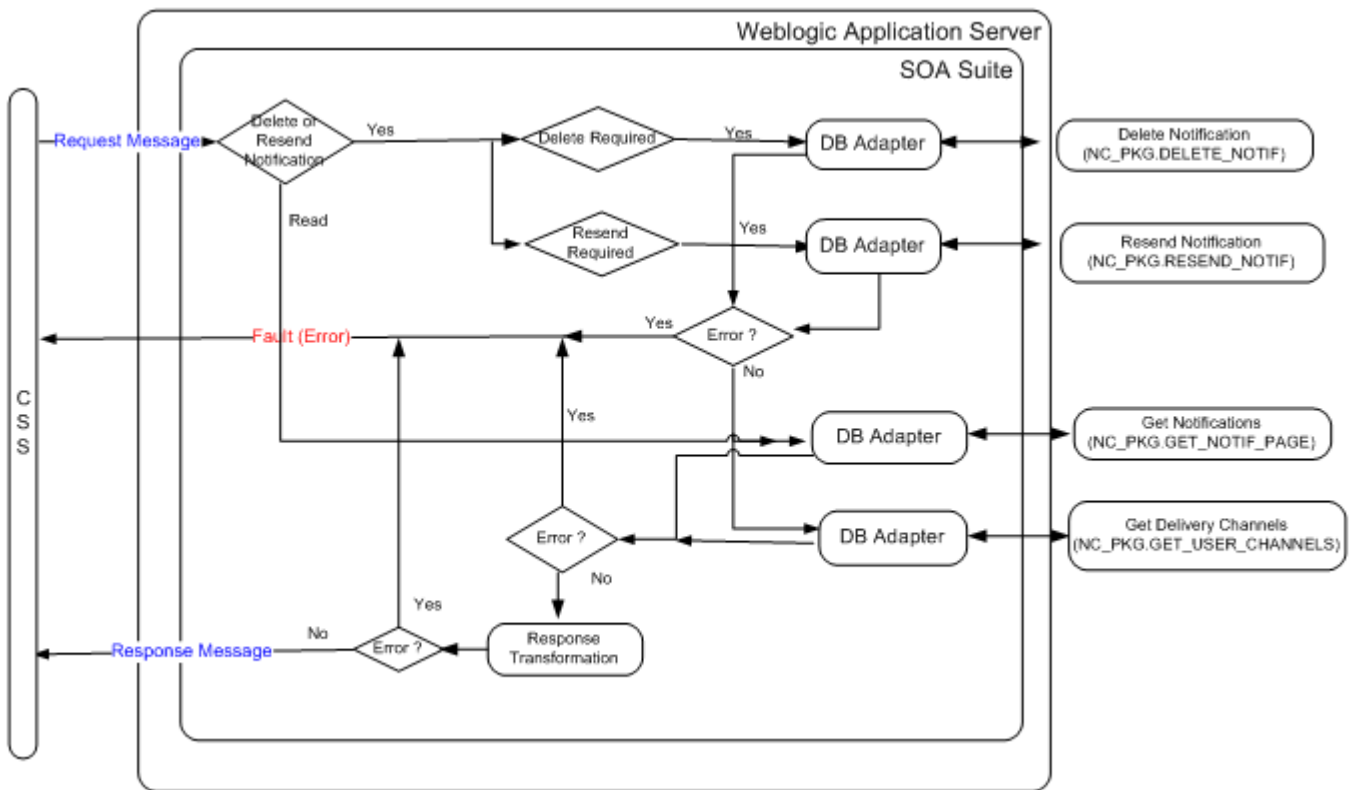 Weblogic Application Server
SOA Suite
Request Message
Delete or
Resend
Notification
Yes
Delete Required
Yes
DB Adapter
Delete Notification
(NC_PKG.DELETE_NOTIF)
Read
Resend
Required
Yes
DB Adapter
Resend Notification
(NC_PKG.RESEND_NOTIF)
Fault (Error)
Yes
Error ?
No
C
S
S
Yes
DB Adapter
Get Notifications
(NC_PKG.GET_NOTIF_PAGE)
Error ?
No
DB Adapter
Get Delivery Channels
(NC_PKG.GET_USER_CHANNELS)
Yes
Response Message
No
Error ?
Response
Transformation